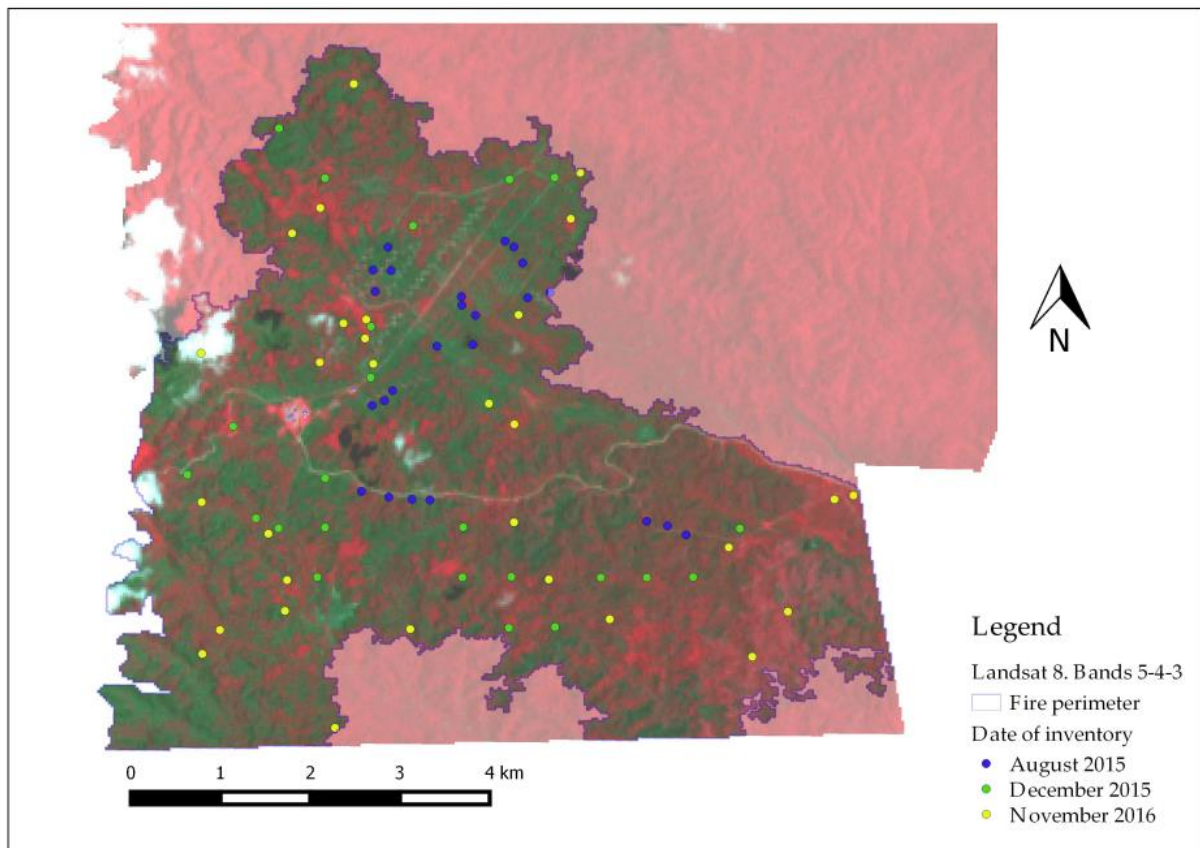 N
Legend
Landsat 8. Bands 5-4-3
Fire perimeter
Date of inventory
August 2015
December 2015
November 2016
0 1 2 3 4 km